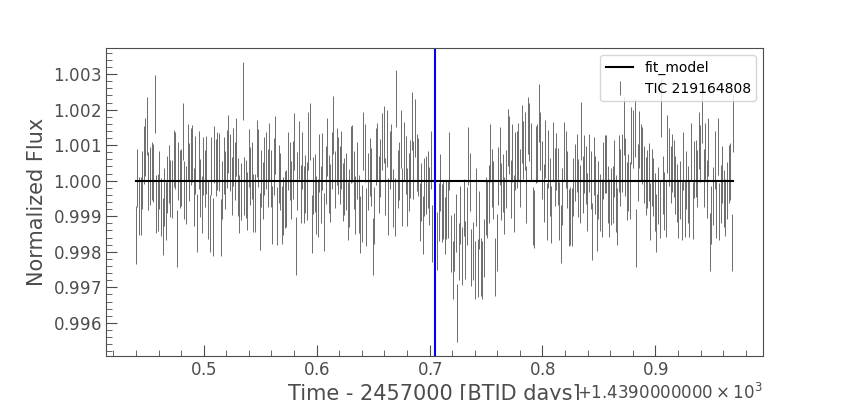 fit_model
TIC 219164808
Normalized Flux
1.003
1.002
1.001
1.000
0.999
0.998
0.997
0.996
0.5
0.6
0.7
0.8
0.9
Time - 2457000 [BTJD days]
+1.4390000000 × 10³